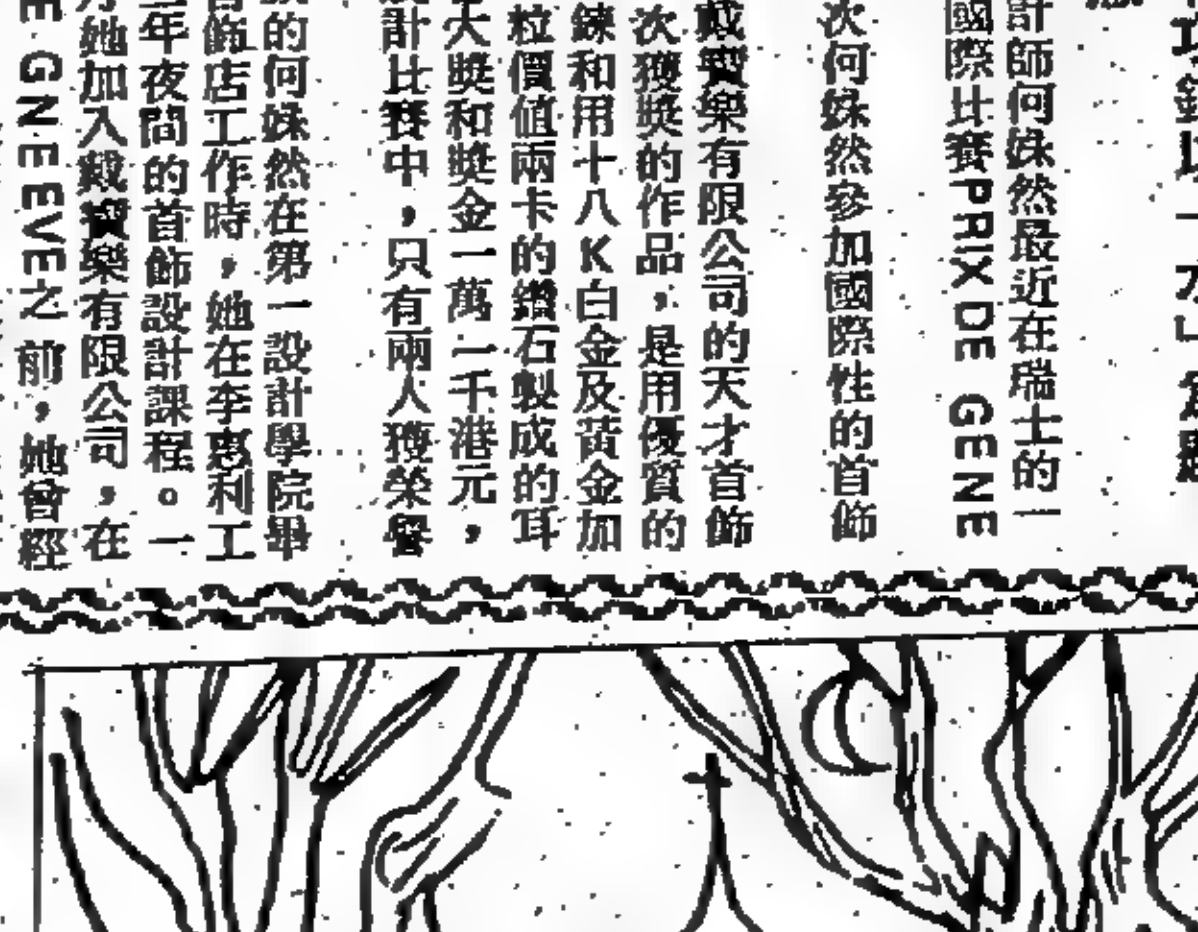 計師何姝然最近在瑞士的一
國際比賽PRIX DE GENE
次何姝然參加國際性的首飾
戴寶樂有限公司的天才首飾
次獲獎的作品，是用優質的
鍊和用十八K白金及黃金加
粒價值兩卡的鑽石製成的耳
大獎和獎金一萬一千港元，
計比賽中，只有兩人獲榮譽
的何姝然在第一設計學院畢
飾店工作時，她在李惠利工
年夜間的首飾設計課程。一
她加入戴寶樂有限公司，在
E GNEEVE之前，她曾經